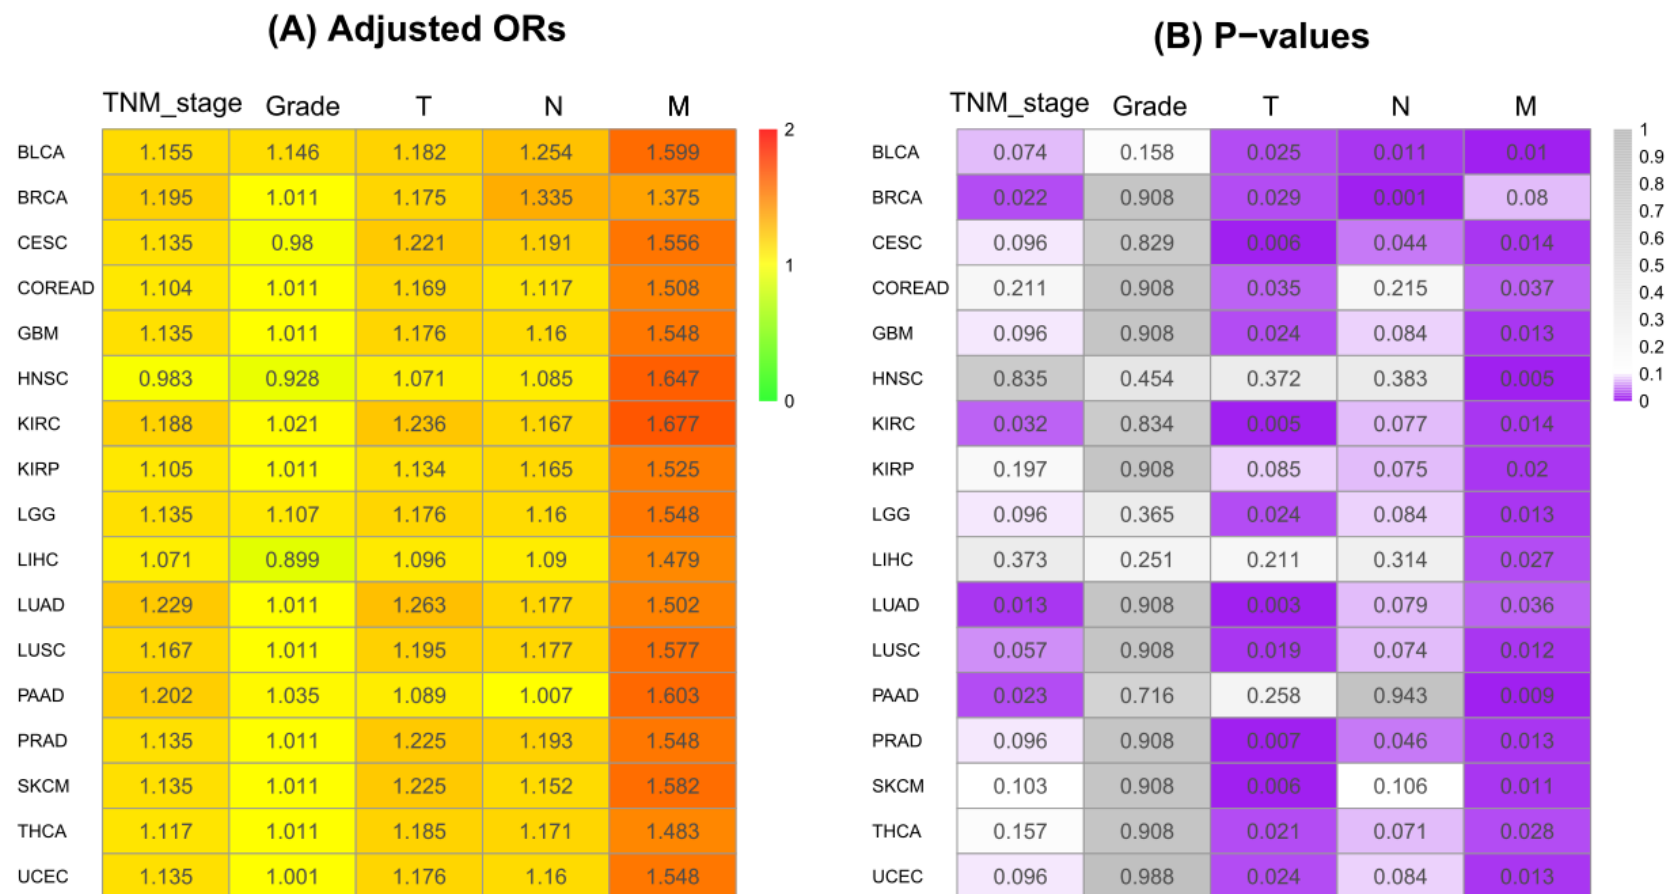 (A) Adjusted ORs
TNM_stage Grade T N M
BLCA 1.155 1.146 1.182 1.254 1.599
BRCA 1.195 1.011 1.175 1.335 1.375
CESC 1.135 0.98 1.221 1.191 1.556
COREAD 1.104 1.011 1.169 1.117 1.508
GBM 1.135 1.011 1.176 1.16 1.548
HNSC 0.983 0.928 1.071 1.085 1.647
KIRC 1.188 1.021 1.236 1.167 1.677
KIRP 1.105 1.011 1.134 1.165 1.525
LGG 1.135 1.107 1.176 1.16 1.548
LIHC 1.071 0.899 1.096 1.09 1.479
LUAD 1.229 1.011 1.263 1.177 1.502
LUSC 1.167 1.011 1.195 1.177 1.577
PAAD 1.202 1.035 1.089 1.007 1.603
PRAD 1.135 1.011 1.225 1.193 1.548
SKCM 1.135 1.011 1.225 1.152 1.582
THCA 1.117 1.011 1.185 1.171 1.483
UCEC 1.135 1.001 1.176 1.16 1.548
2
1
0
(B) P−values
TNM_stage Grade T N M
BLCA 0.074 0.158 0.025 0.011 0.01
BRCA 0.022 0.908 0.029 0.001 0.08
CESC 0.096 0.829 0.006 0.044 0.014
COREAD 0.211 0.908 0.035 0.215 0.037
GBM 0.096 0.908 0.024 0.084 0.013
HNSC 0.835 0.454 0.372 0.383 0.005
KIRC 0.032 0.834 0.005 0.077 0.014
KIRP 0.197 0.908 0.085 0.075 0.02
LGG 0.096 0.365 0.024 0.084 0.013
LIHC 0.373 0.251 0.211 0.314 0.027
LUAD 0.013 0.908 0.003 0.079 0.036
LUSC 0.057 0.908 0.019 0.074 0.012
PAAD 0.023 0.716 0.258 0.943 0.009
PRAD 0.096 0.908 0.007 0.046 0.013
SKCM 0.103 0.908 0.006 0.106 0.011
THCA 0.157 0.908 0.021 0.071 0.028
UCEC 0.096 0.988 0.024 0.084 0.013
1
0.9
0.8
0.7
0.6
0.5
0.4
0.3
0.2
0.1
0